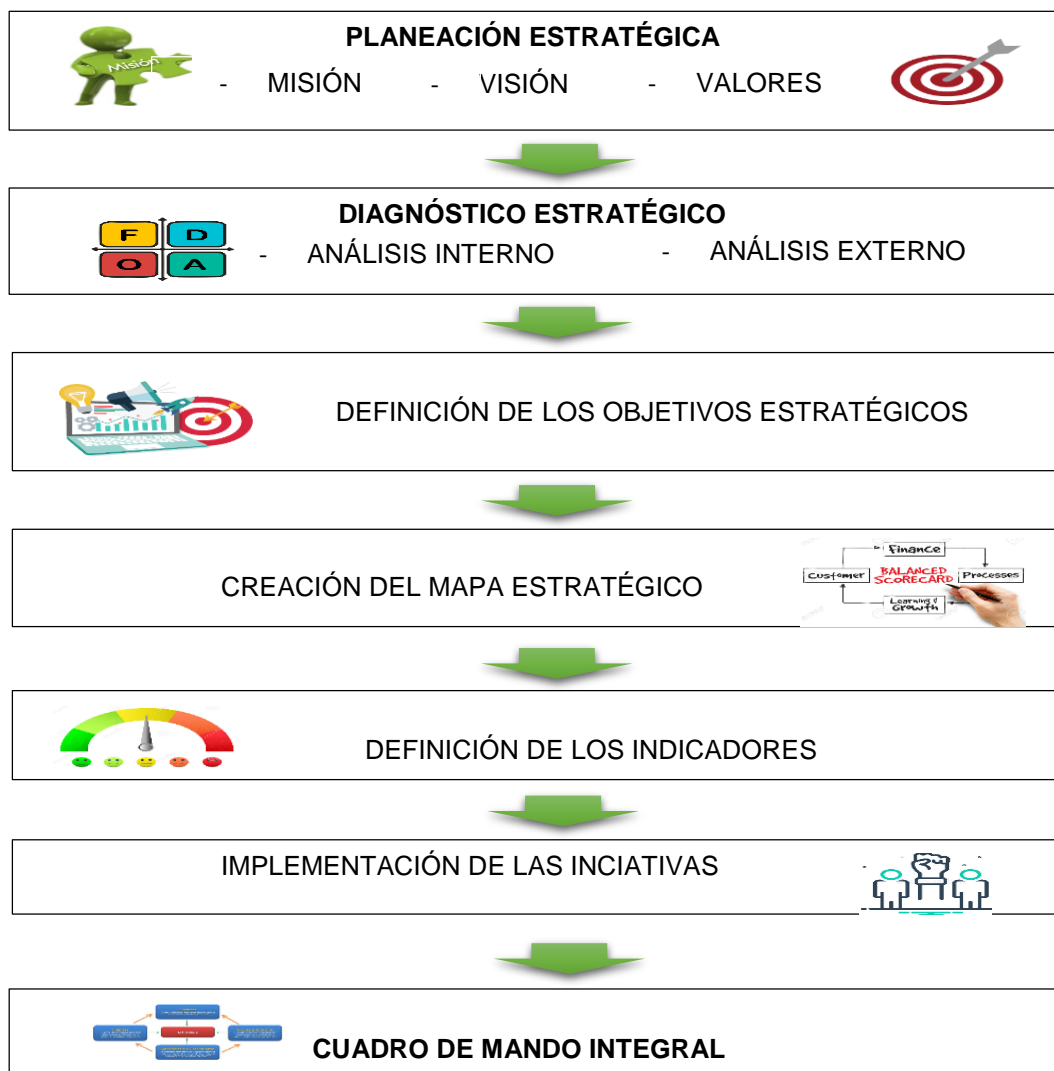 PLANEACIÓN ESTRATÉGICA
Misión
- MISIÓN - VISIÓN - VALORES
DIAGNÓSTICO ESTRATÉGICO
F D
- ANÁLISIS INTERNO - ANÁLISIS EXTERNO
O A
DEFINICIÓN DE LOS OBJETIVOS ESTRATÉGICOS
CREACIÓN DEL MAPA ESTRATÉGICO
Finance
Customer BALANCED SCORECARD Processes
Learning &
Growth
DEFINICIÓN DE LOS INDICADORES
IMPLEMENTACIÓN DE LAS INCIATIVAS
CUADRO DE MANDO INTEGRAL